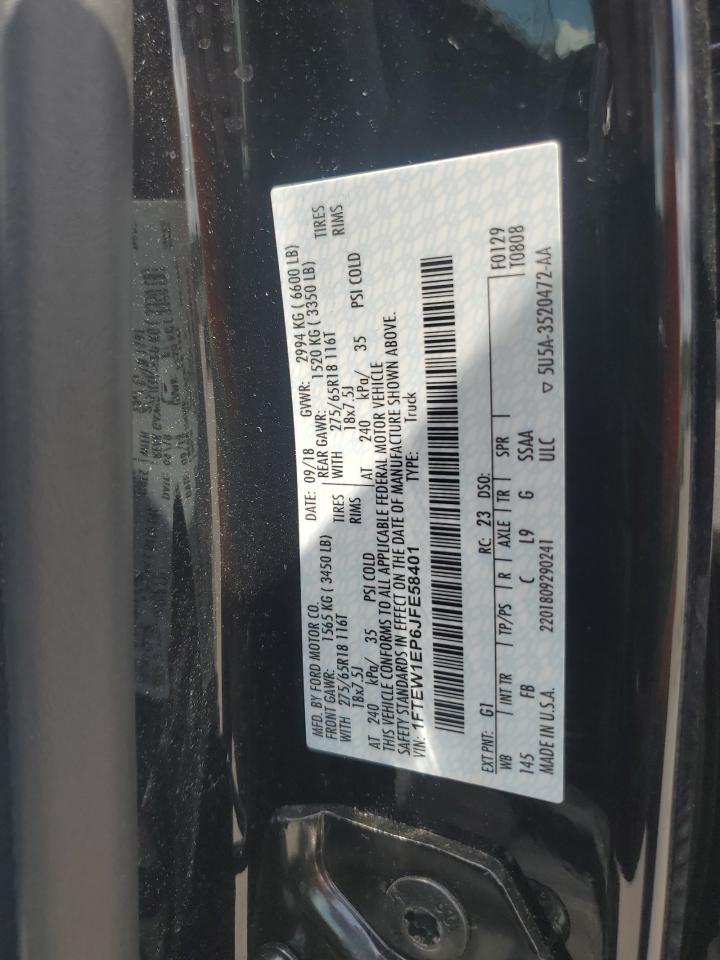 MFD. BY FORD MOTOR CO. DATE: 09/18 GVWR: 2994 KG ( 6600 LB)
FRONT GAWR: 1565 KG ( 3450 LB) REAR GAWR: 1520 KG ( 3350 LB)
WITH 275/65R18 116T TIRES WITH 275/65R18 116T TIRES
18x7.5J RIMS 18x7.5J RIMS
AT 240 kPa/ 35 PSI COLD AT 240 kPa/ 35 PSI COLD
THIS VEHICLE CONFORMS TO ALL APPLICABLE FEDERAL MOTOR VEHICLE
SAFETY STANDARDS IN EFFECT ON THE DATE OF MANUFACTURE SHOWN ABOVE.
VIN: 1FTEW1EP6JFE58401 TYPE: Truck
EXT PNT: G1 RC: 23 DSO: F0129
WB INT TR TP/PS R AXLE TR SPR T0808
145 FB C L9 G SSAA
MADE IN U.S.A. 2201809290241 ULC ▽ 5U5A-3520472-AA